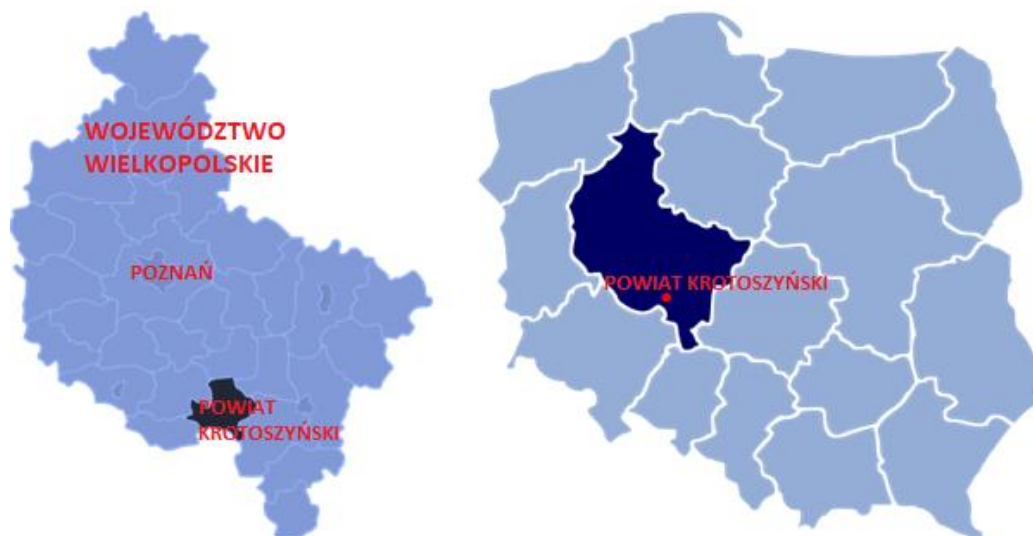 WOJEWÓDZTWO
WIELKOPOLSKIE
POZNAŃ
POWIAT
KROTOSZYŃSKI
POWIAT KROTOSZYŃSKI